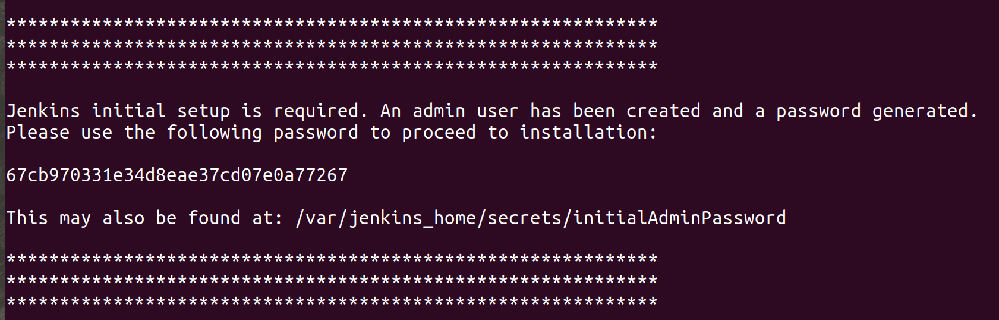 *************************************************************
*************************************************************
*************************************************************
Jenkins initial setup is required. An admin user has been created and a password generated.
Please use the following password to proceed to installation:
67cb970331e34d8eae37cd07e0a77267
This may also be found at: /var/jenkins_home/secrets/initialAdminPassword
*************************************************************
*************************************************************
*************************************************************